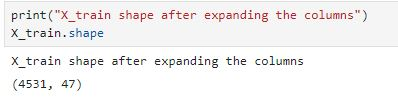 print("X_train shape after expanding the columns")
X_train.shape
X_train shape after expanding the columns
(4531, 47)